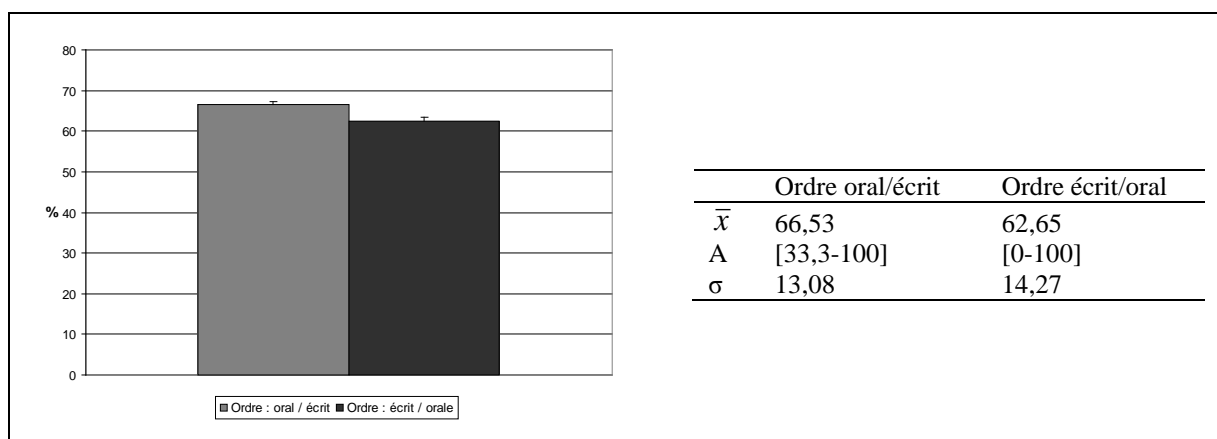 80
70
60
50
% 40
30
20
10
0
Ordre : oral / écrit Ordre : écrit / orale
Ordre oral/écrit Ordre écrit/oral
x̅ 66,53 62,65
A [33,3-100] [0-100]
σ 13,08 14,27